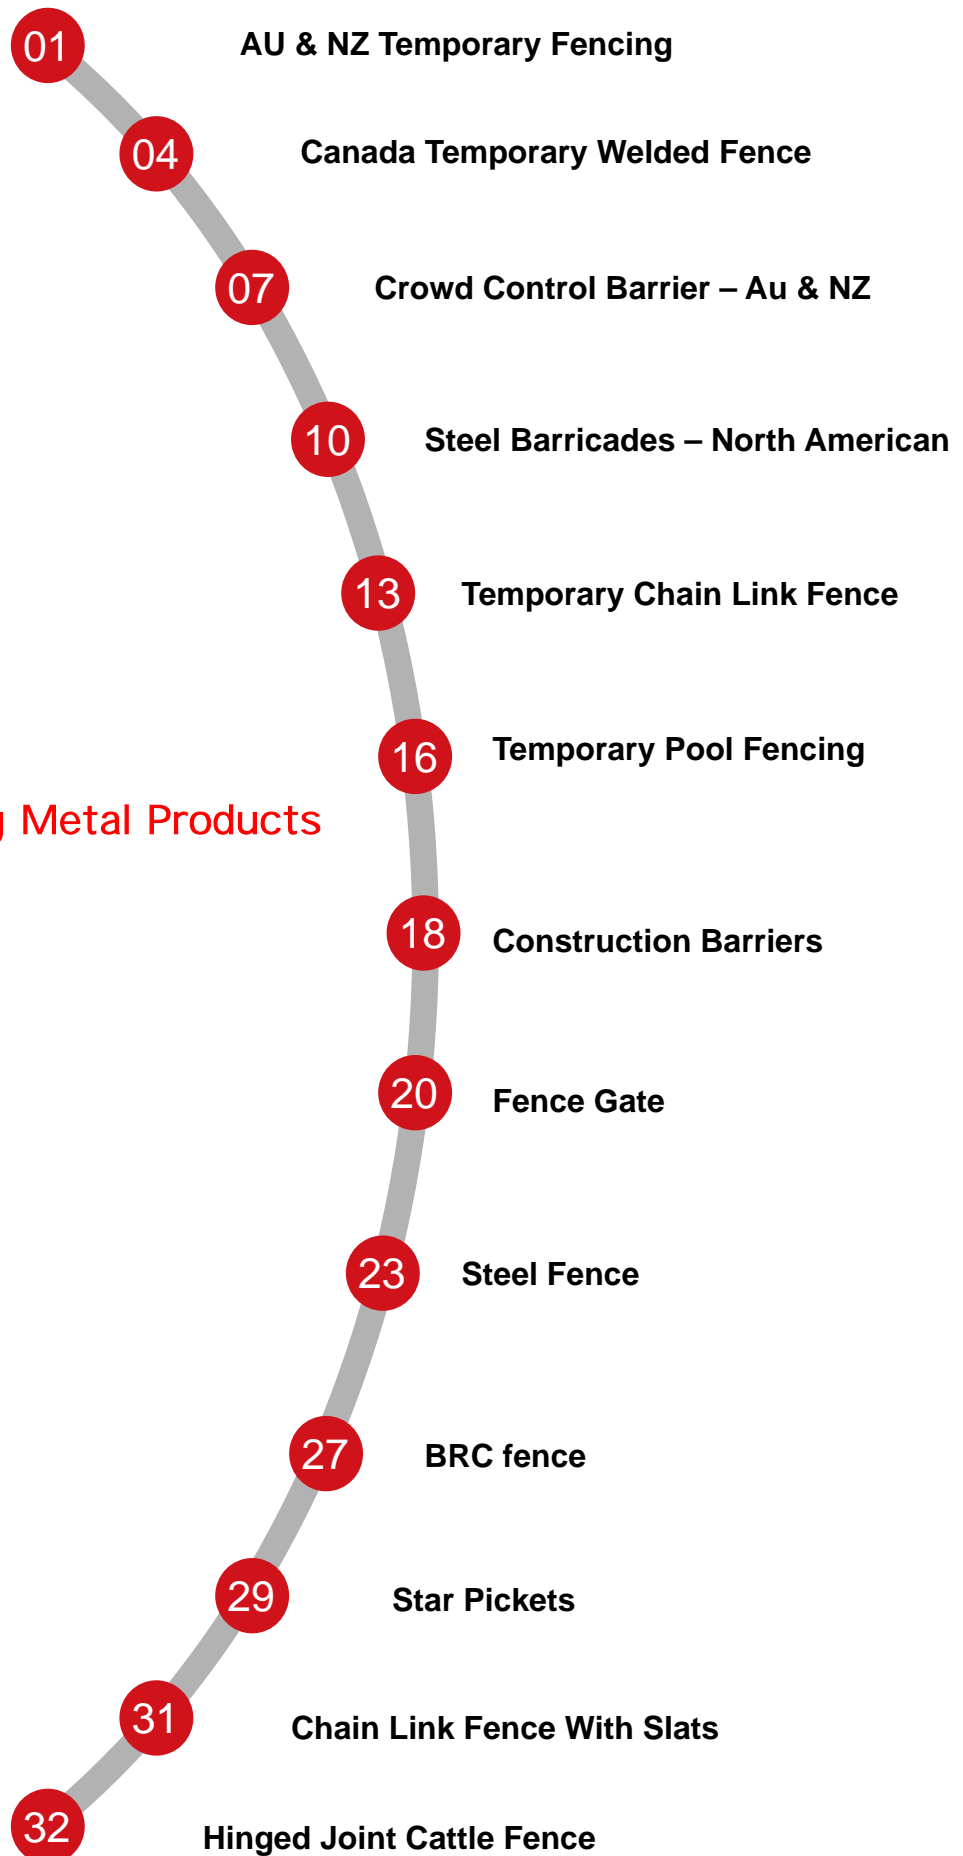 01 AU & NZ Temporary Fencing
04 Canada Temporary Welded Fence
07 Crowd Control Barrier – Au & NZ
10 Steel Barricades – North American
13 Temporary Chain Link Fence
16 Temporary Pool Fencing
Metal Products
18 Construction Barriers
20 Fence Gate
23 Steel Fence
27 BRC fence
29 Star Pickets
31 Chain Link Fence With Slats
32 Hinged Joint Cattle Fence